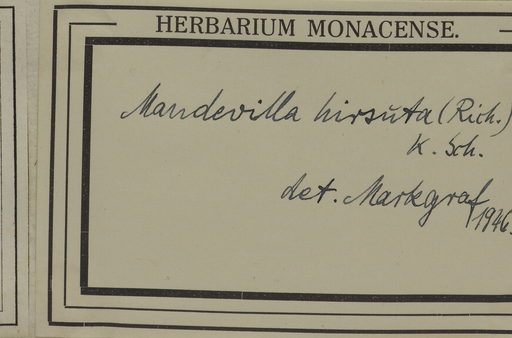 HERBARIUM MONACENSE.
Mandevilla hirsuta (Rich.)
K. Sch.
det. Markgraf
1946.